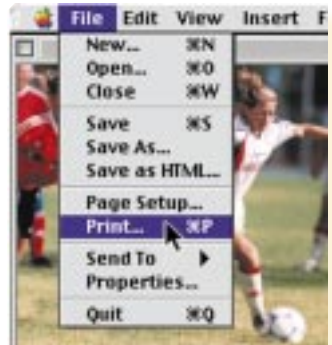 File Edit View Insert F
New... ⌘N
Open... ⌘O
Close ⌘W
Save ⌘S
Save As...
Save as HTML...
Page Setup...
Print... ⌘P
Send To ▶
Properties...
Quit ⌘Q